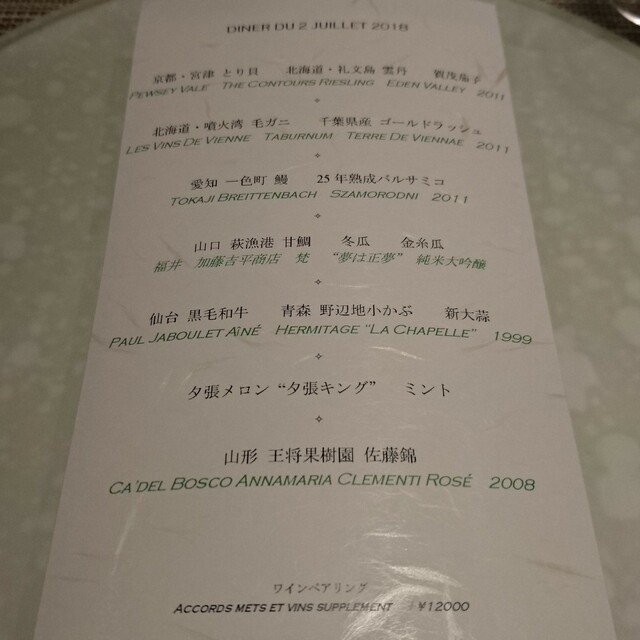 DINER DU 2 JUILLET 2018
京都・宮津 とり貝　北海道・礼文島 雲丹　賀茂茄子
PEWSEY VALE THE CONTOURS RIESLING EDEN VALLEY 2011
北海道・噴火湾 毛ガニ　千葉県産 ゴールドラッシュ
LES VINS DE VIENNE TABURNUM TERRE DE VIENNAE 2011
愛知 一色町 鰻　25年熟成バルサミコ
TOKAJI BREITTENBACH SZAMORODNI 2011
山口 萩漁港 甘鯛　冬瓜　金糸瓜
福井 加藤吉平商店 梵 “夢は正夢” 純米大吟醸
仙台 黒毛和牛　青森 野辺地小かぶ　新大蒜
PAUL JABOULET AÎNÉ HERMITAGE “LA CHAPELLE” 1999
夕張メロン “夕張キング”　ミント
山形 王将果樹園 佐藤錦
CA'DEL BOSCO ANNAMARIA CLEMENTI ROSÉ 2008
ワインペアリング
ACCORDS METS ET VINS SUPPLEMENT +¥12000